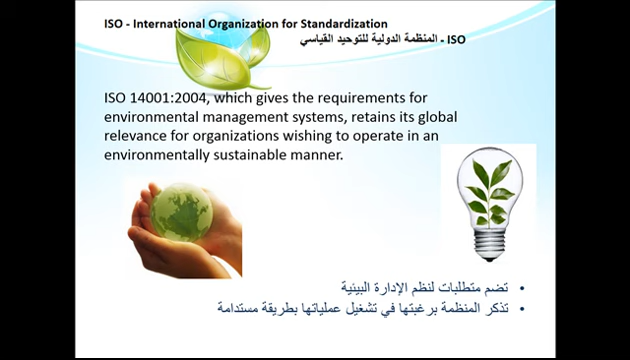 ISO - International Organization for Standardization
ISO - المنظمة الدولية للتوحيد القياسي
ISO 14001:2004, which gives the requirements for
environmental management systems, retains its global
relevance for organizations wishing to operate in an
environmentally sustainable manner.
• تضم متطلبات لنظم الإدارة البيئية
• تذكر المنظمة برغبتها في تشغيل عملياتها بطريقة مستدامة